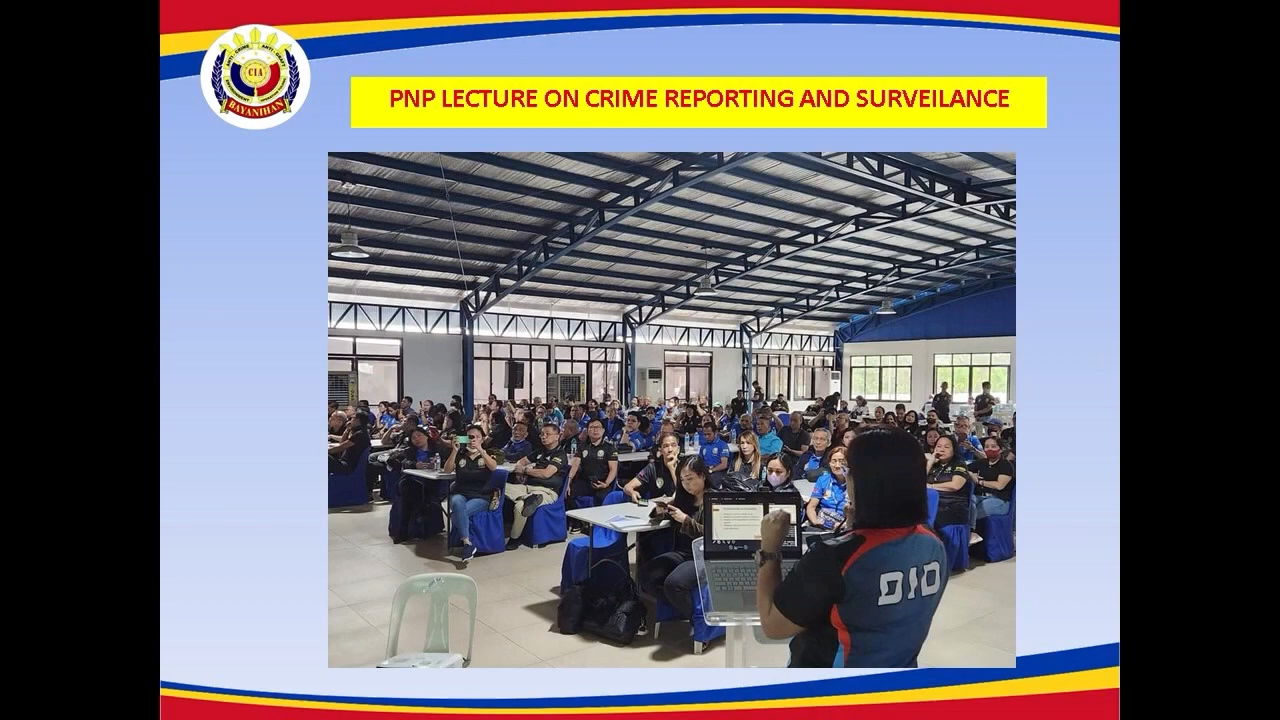 PNP LECTURE ON CRIME REPORTING AND SURVEILANCE
CIA
BAYANIHAN
DIO